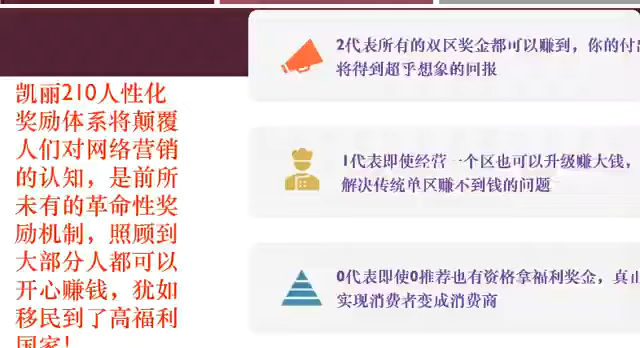 凯丽210人性化
奖励体系将颠覆
人们对网络营销
的认知，是前所
未有的革命性奖
励机制，照顾到
大部分人都可以
开心赚钱，犹如
移民到了高福利
国家！
2代表所有的双区奖金都可以赚到，你的付
将得到超乎想象的回报
1代表即使经营一个区也可以升级赚大钱，
解决传统单区赚不到钱的问题
0代表即使0推荐也有资格拿福利奖金，真正
实现消费者变成消费商